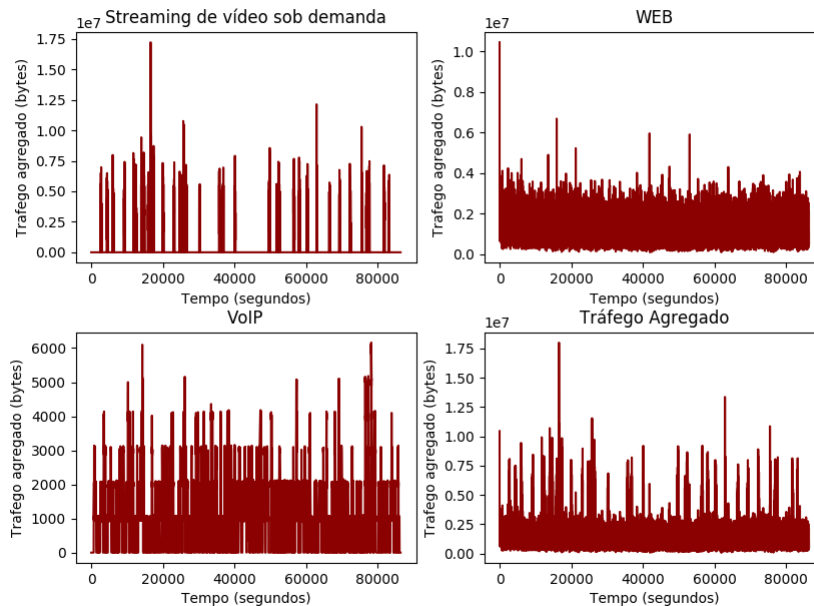 Streaming de vídeo sob demanda
1e7
Trafego agregado (bytes)
1.75
1.50
1.25
1.00
0.75
0.50
0.25
0.00
0 20000 40000 60000 80000
Tempo (segundos)
WEB
1e7
Trafego agregado (bytes)
1.0
0.8
0.6
0.4
0.2
0.0
0 20000 40000 60000 80000
Tempo (segundos)
VoIP
Trafego agregado (bytes)
6000
5000
4000
3000
2000
1000
0
0 20000 40000 60000 80000
Tempo (segundos)
Tráfego Agregado
1e7
Trafego agregado (bytes)
1.75
1.50
1.25
1.00
0.75
0.50
0.25
0.00
0 20000 40000 60000 80000
Tempo (segundos)